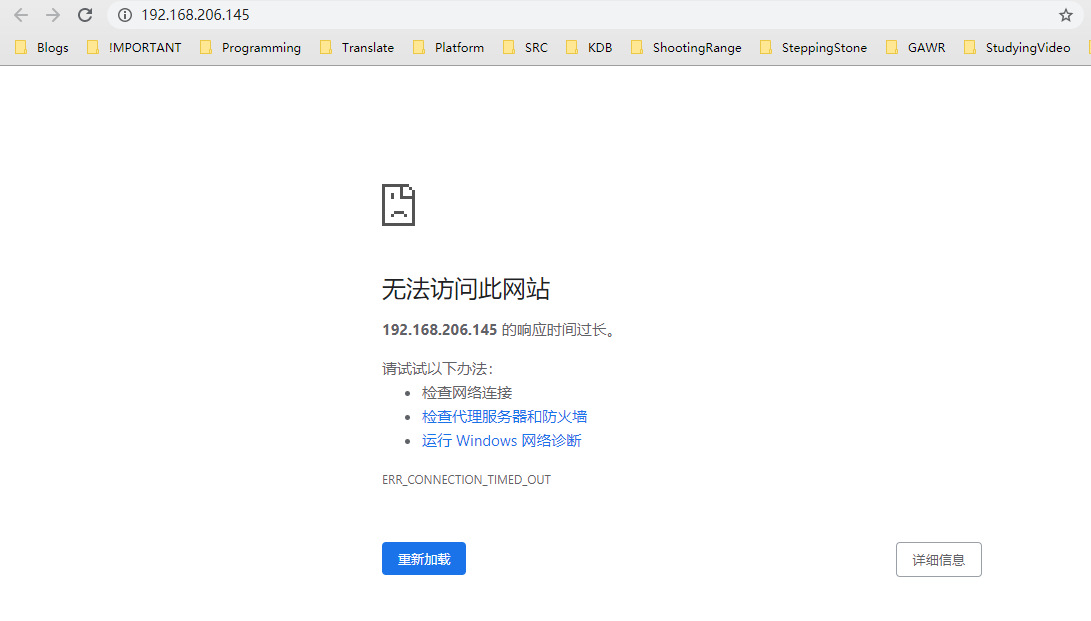 192.168.206.145
Blogs !MPORTANT Programming Translate Platform SRC KDB ShootingRange SteppingStone GAWR StudyingVideo
无法访问此网站
192.168.206.145 的响应时间过长。
请试试以下办法：
• 检查网络连接
• 检查代理服务器和防火墙
• 运行 Windows 网络诊断
ERR_CONNECTION_TIMED_OUT
重新加载 详细信息